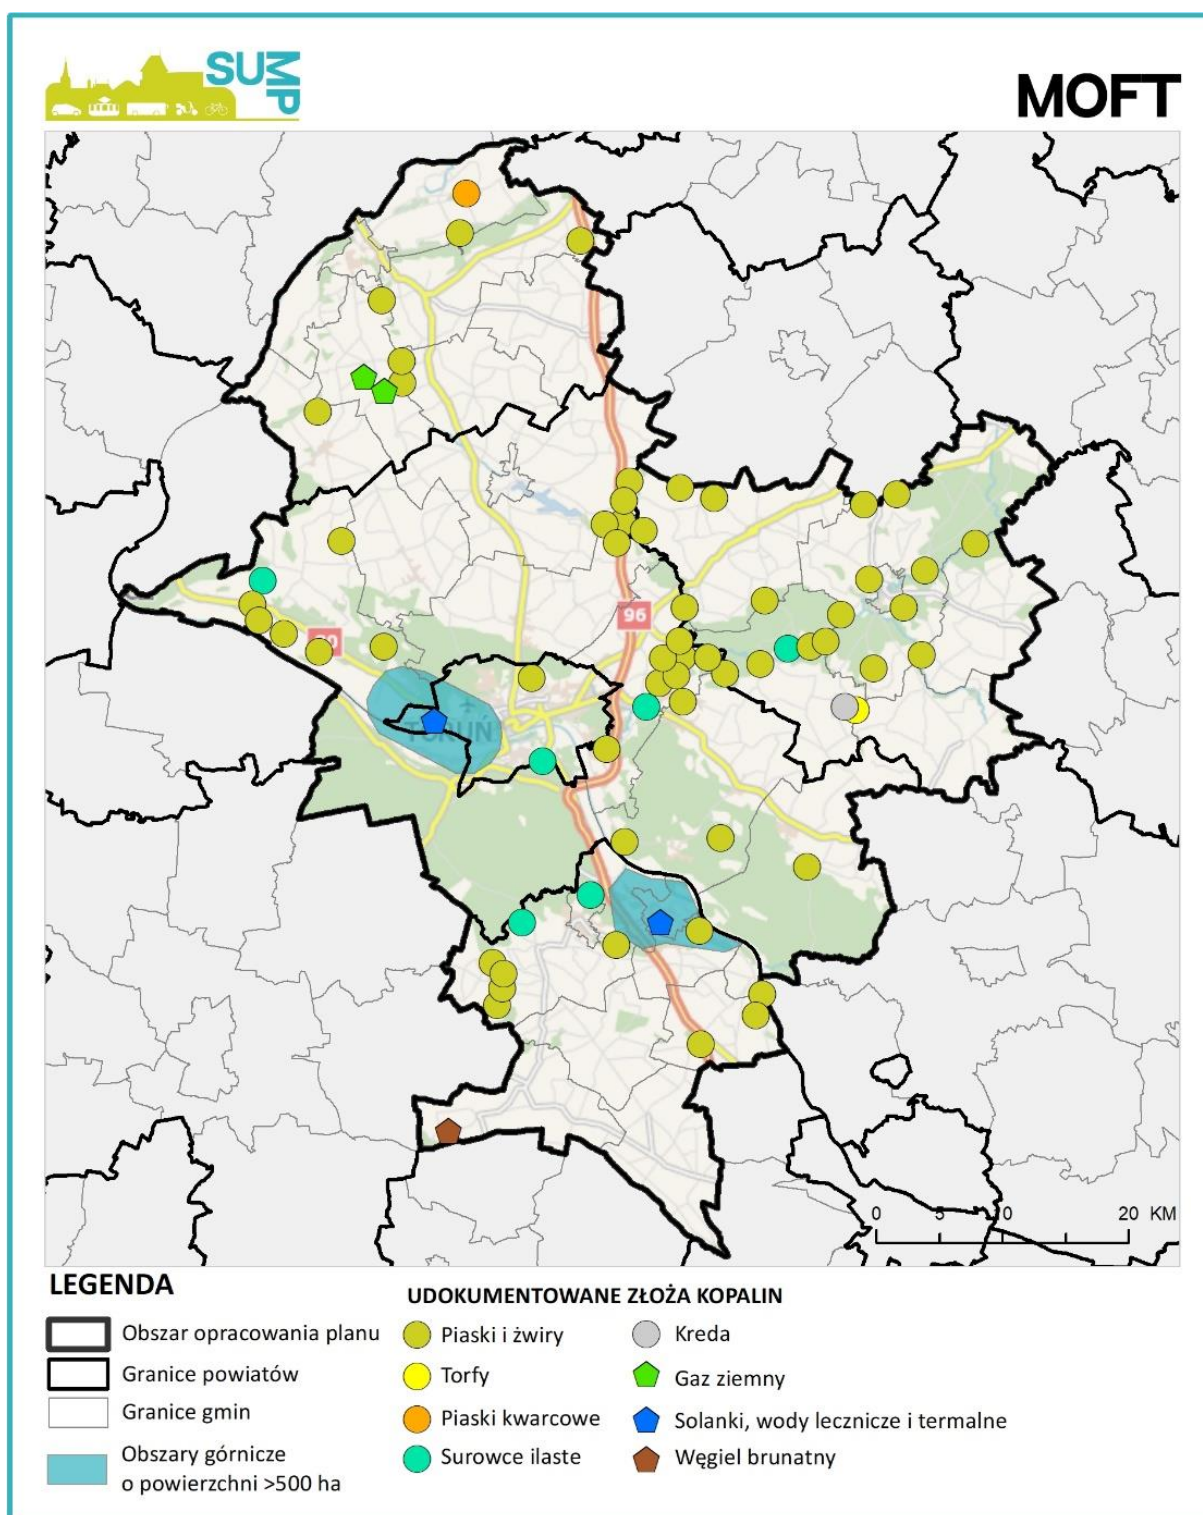 SUMP
MOFT
96
TORUŃ
0 5 10 20 KM
LEGENDA
Obszar opracowania planu
Granice powiatów
Granice gmin
Obszary górnicze
o powierzchni >500 ha
UDOKUMENTOWANE ZŁOŻA KOPALIN
Piaski i żwiry
Torfy
Piaski kwarcowe
Surowce ilaste
Kreda
Gaz ziemny
Solanki, wody lecznicze i termalne
Węgiel brunatny